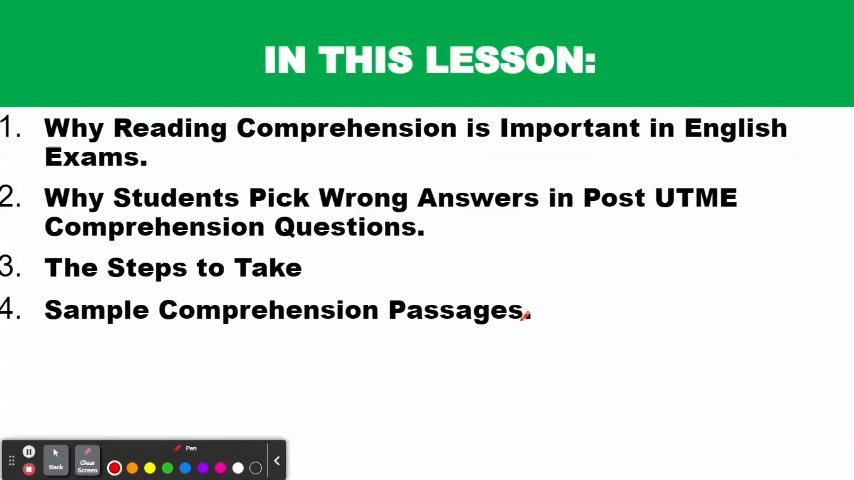 IN THIS LESSON:
1. Why Reading Comprehension is Important in English
Exams.
2. Why Students Pick Wrong Answers in Post UTME
Comprehension Questions.
3. The Steps to Take
4. Sample Comprehension Passages.
Pen
Back
Clear
Screen